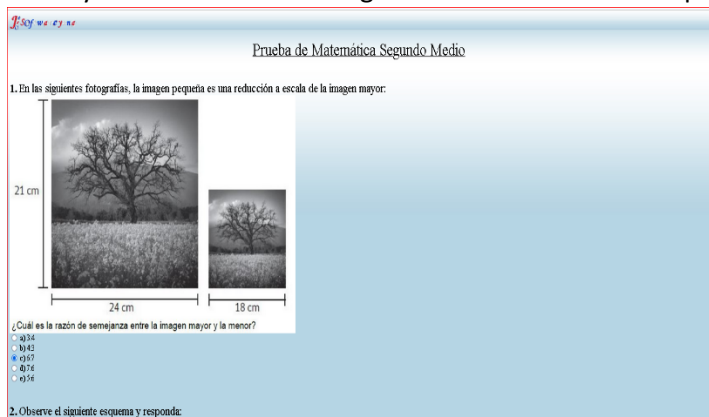 Prueba de Matemática Segundo Medio
1. En las siguientes fotografías, la imagen pequeña es una reducción a escala de la imagen mayor:
21 cm
24 cm
18 cm
¿Cuál es la razón de semejanza entre la imagen mayor y la menor?
a)
b)
c)
d)
e)
2. Observe el siguiente esquema y responda: